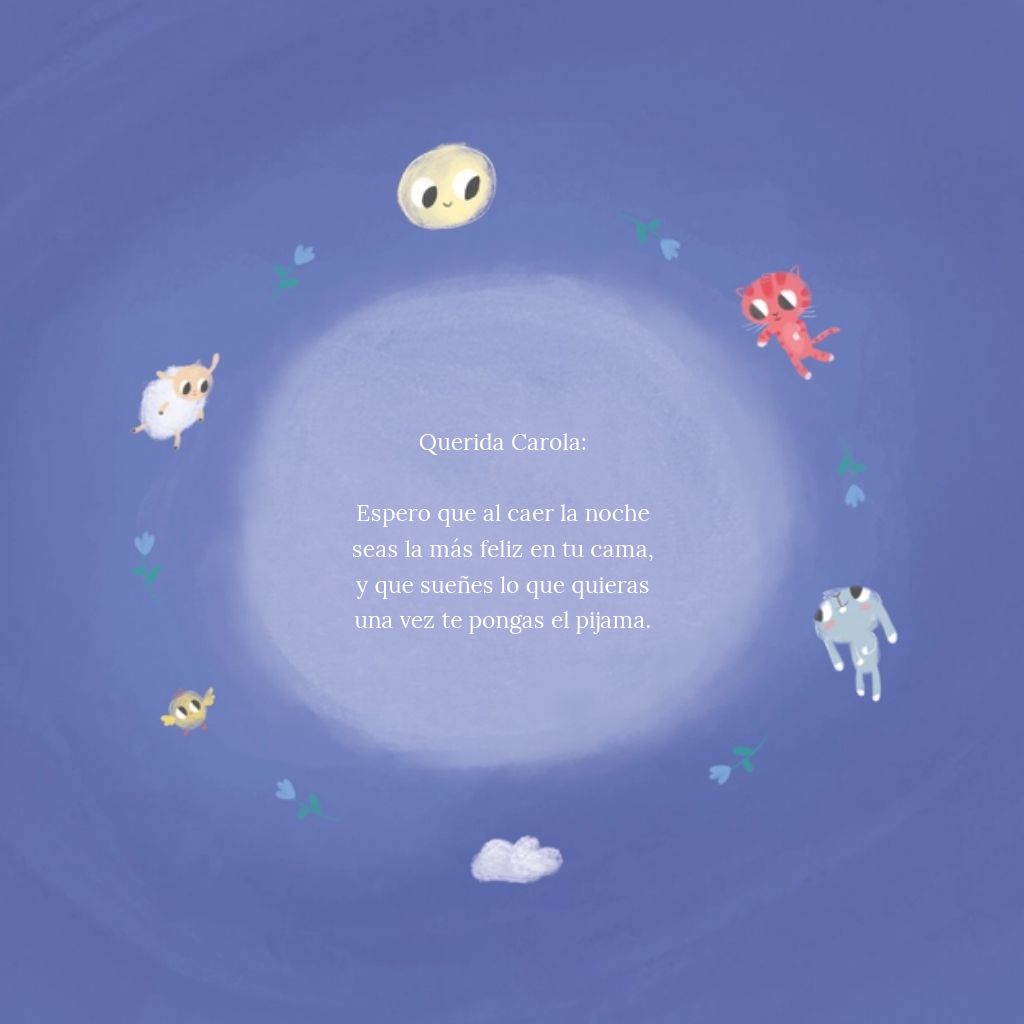 Querida Carola:
Espero que al caer la noche
seas la más feliz en tu cama,
y que sueñes lo que quieras
una vez te pongas el pijama.